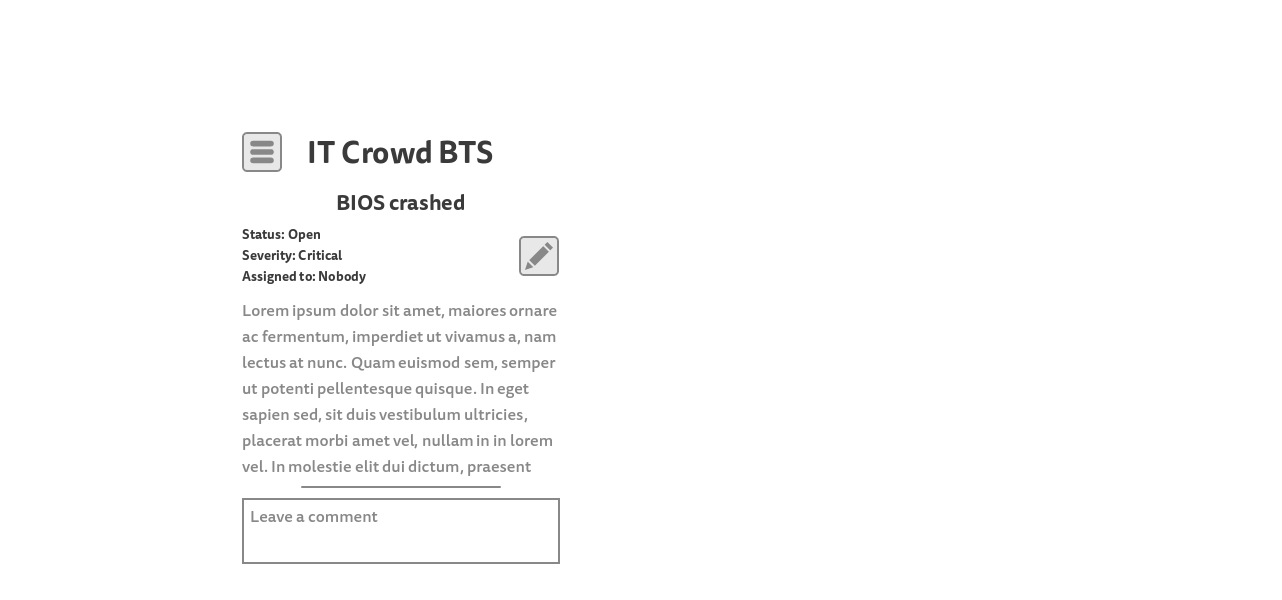 IT Crowd BTS
BIOS crashed
Status: Open
Severity: Critical
Assigned to: Nobody
Lorem ipsum dolor sit amet, maiores ornare
ac fermentum, imperdiet ut vivamus a, nam
lectus at nunc. Quam euismod sem, semper
ut potenti pellentesque quisque. In eget
sapien sed, sit duis vestibulum ultricies,
placerat morbi amet vel, nullam in in lorem
vel. In molestie elit dui dictum, praesent
Leave a comment